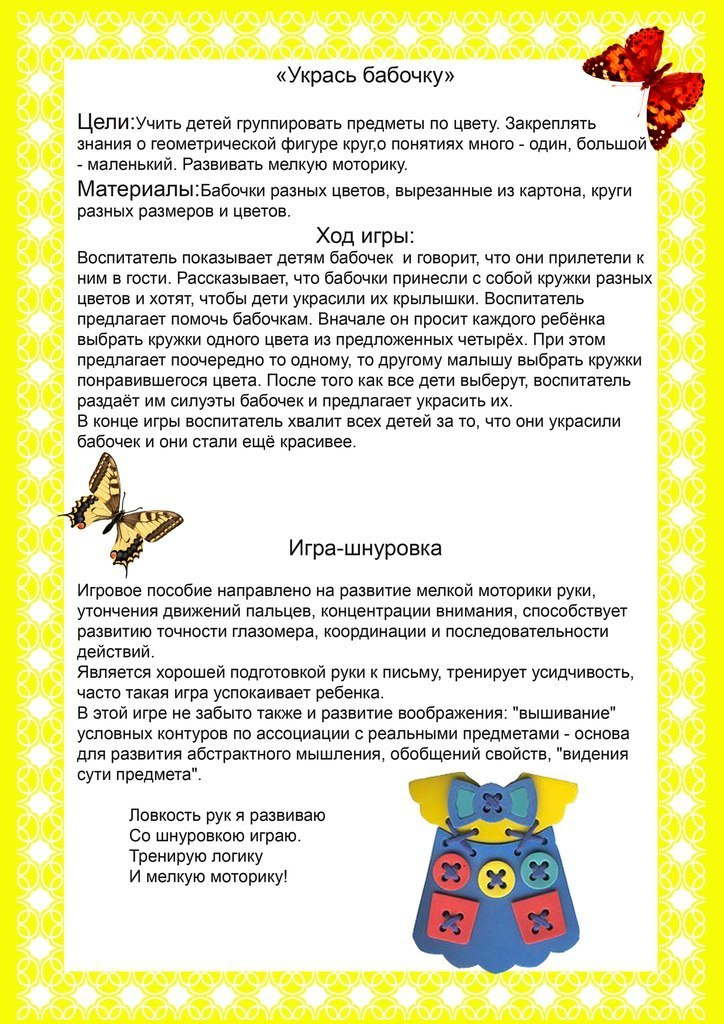 «Укрась бабочку»
Цели:Учить детей группировать предметы по цвету. Закреплять
знания о геометрической фигуре круг,о понятиях много - один, большой
- маленький. Развивать мелкую моторику.
Материалы:Бабочки разных цветов, вырезанные из картона, круги
разных размеров и цветов.
Ход игры:
Воспитатель показывает детям бабочек  и говорит, что они прилетели к
ним в гости. Рассказывает, что бабочки принесли с собой кружки разных
цветов и хотят, чтобы дети украсили их крылышки. Воспитатель
предлагает помочь бабочкам. Вначале он просит каждого ребёнка
выбрать кружки одного цвета из предложенных четырёх. При этом
предлагает поочередно то одному, то другому малышу выбрать кружки
понравившегося цвета. После того как все дети выберут, воспитатель
раздаёт им силуэты бабочек и предлагает украсить их.
В конце игры воспитатель хвалит всех детей за то, что они украсили
бабочек и они стали ещё красивее.
Игра-шнуровка
Игровое пособие направлено на развитие мелкой моторики руки,
утончения движений пальцев, концентрации внимания, способствует
развитию точности глазомера, координации и последовательности
действий.
Является хорошей подготовкой руки к письму, тренирует усидчивость,
часто такая игра успокаивает ребенка.
В этой игре не забыто также и развитие воображения: "вышивание"
условных контуров по ассоциации с реальными предметами - основа
для развития абстрактного мышления, обобщений свойств, "видения
сути предмета".
Ловкость рук я развиваю
Со шнуровкою играю.
Тренирую логику
И мелкую моторику!